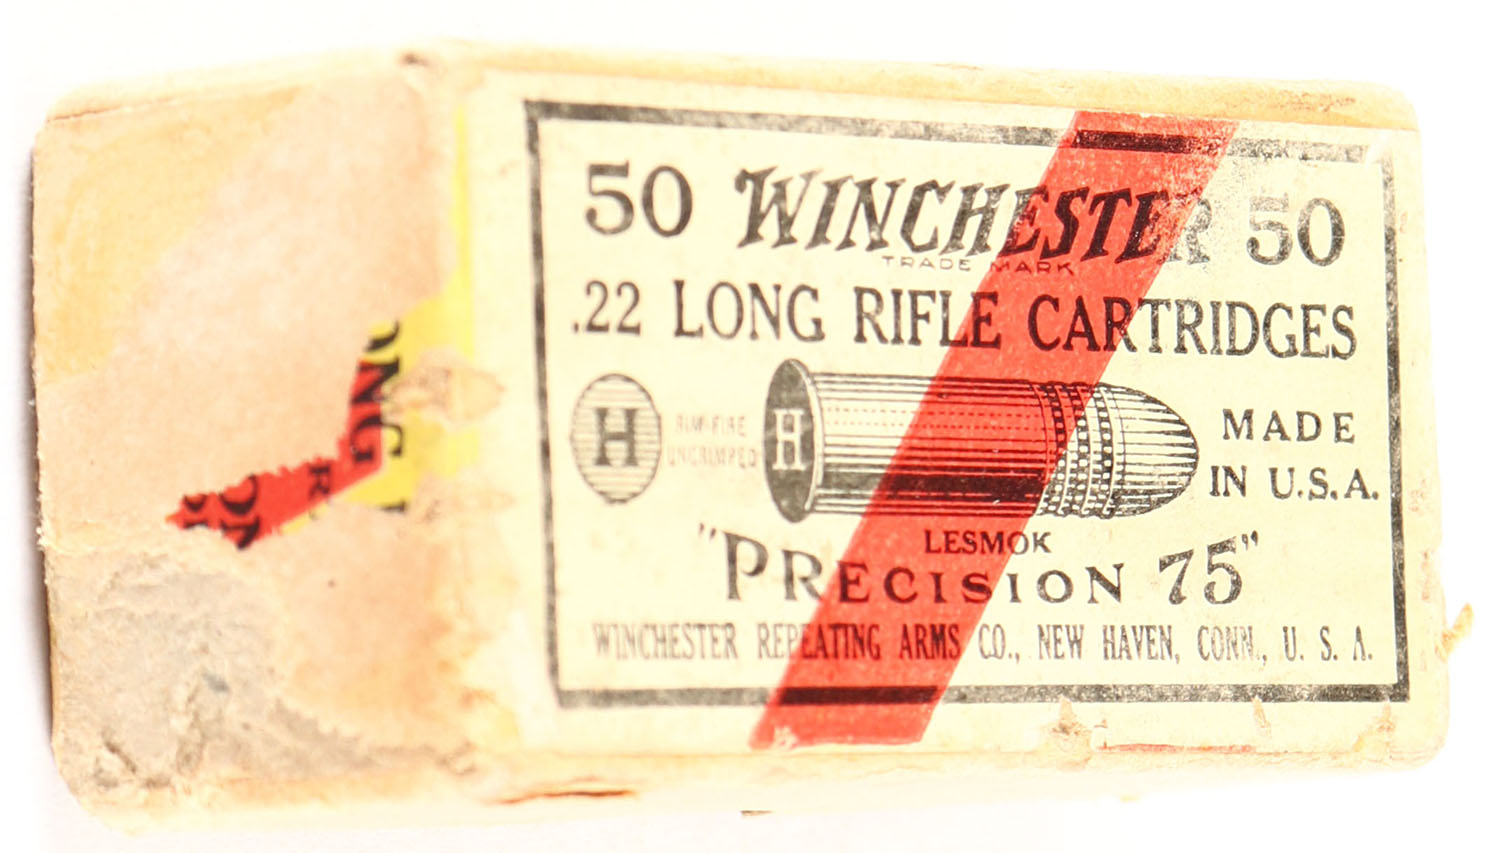 50 WINCHESTER 50
TRADE MARK
.22 LONG RIFLE CARTRIDGES
H
RIM-FIRE
UNCRIMPED
H
MADE
IN U.S.A.
LESMOK
"PRECISION 75"
WINCHESTER REPEATING ARMS CO., NEW HAVEN, CONN., U. S. A.